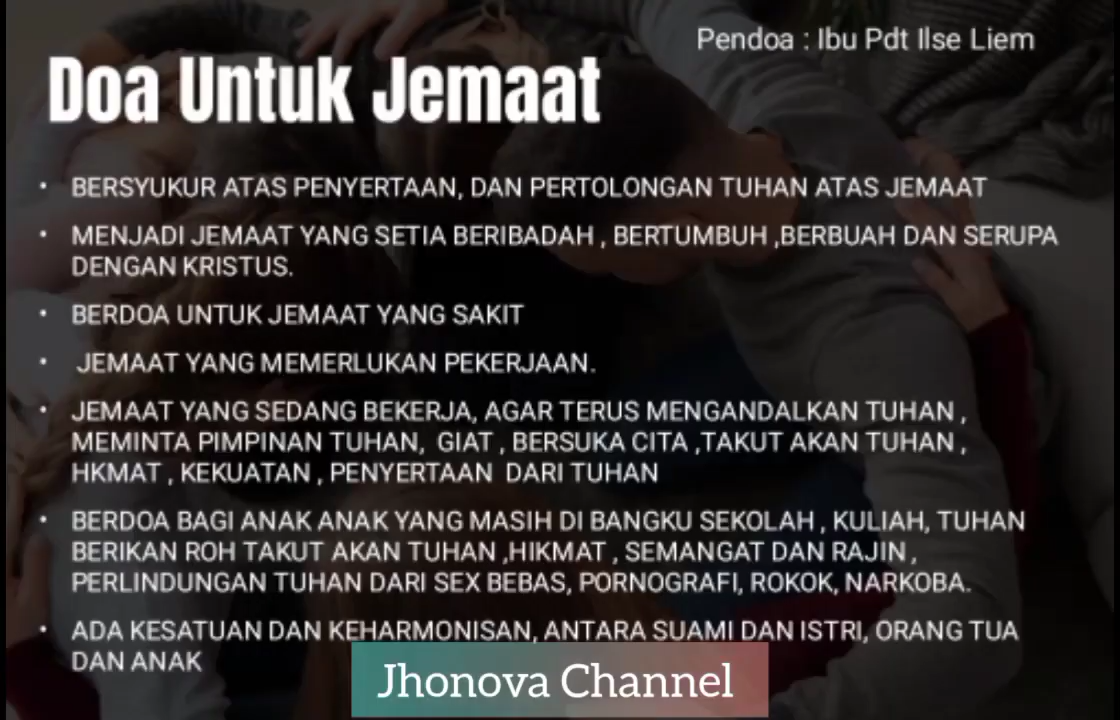 Pendoa : Ibu Pdt Ilse Liem
Doa Untuk Jemaat
• BERSYUKUR ATAS PENYERTAAN, DAN PERTOLONGAN TUHAN ATAS JEMAAT
• MENJADI JEMAAT YANG SETIA BERIBADAH , BERTUMBUH ,BERBUAH DAN SERUPA
DENGAN KRISTUS.
• BERDOA UNTUK JEMAAT YANG SAKIT
• JEMAAT YANG MEMERLUKAN PEKERJAAN.
• JEMAAT YANG SEDANG BEKERJA, AGAR TERUS MENGANDALKAN TUHAN ,
MEMINTA PIMPINAN TUHAN, GIAT , BERSUKA CITA ,TAKUT AKAN TUHAN ,
HKMAT , KEKUATAN , PENYERTAAN DARI TUHAN
• BERDOA BAGI ANAK ANAK YANG MASIH DI BANGKU SEKOLAH , KULIAH, TUHAN
BERIKAN ROH TAKUT AKAN TUHAN ,HIKMAT , SEMANGAT DAN RAJIN ,
PERLINDUNGAN TUHAN DARI SEX BEBAS, PORNOGRAFI, ROKOK, NARKOBA.
• ADA KESATUAN DAN KEHARMONISAN, ANTARA SUAMI DAN ISTRI, ORANG TUA
DAN ANAK
Jhonova Channel